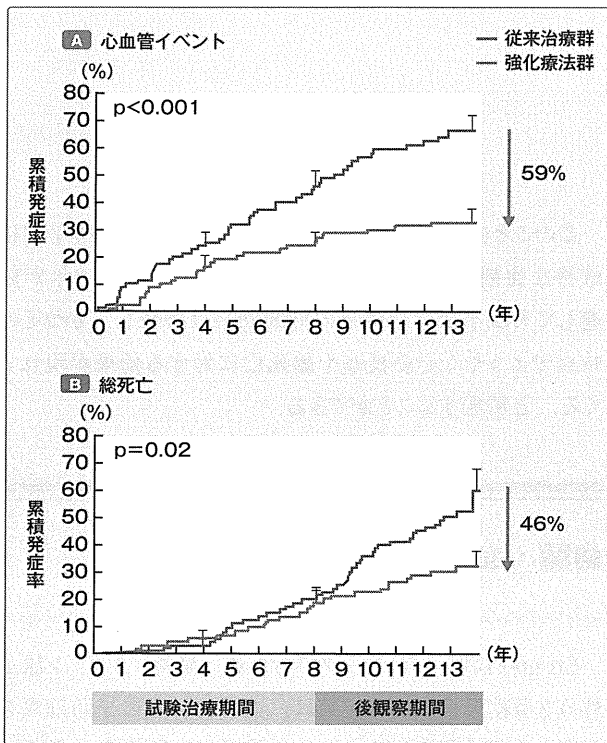 A 心血管イベント
従来治療群
強化療法群
(%)
80
70
60
50
40
30
20
10
0
p<0.001
累積発症率
59%
0 1 2 3 4 5 6 7 8 9 10 11 12 13 (年)
B 総死亡
(%)
80
70
60
50
40
30
20
10
0
p=0.02
累積発症率
46%
0 1 2 3 4 5 6 7 8 9 10 11 12 13 (年)
試験治療期間
後観察期間